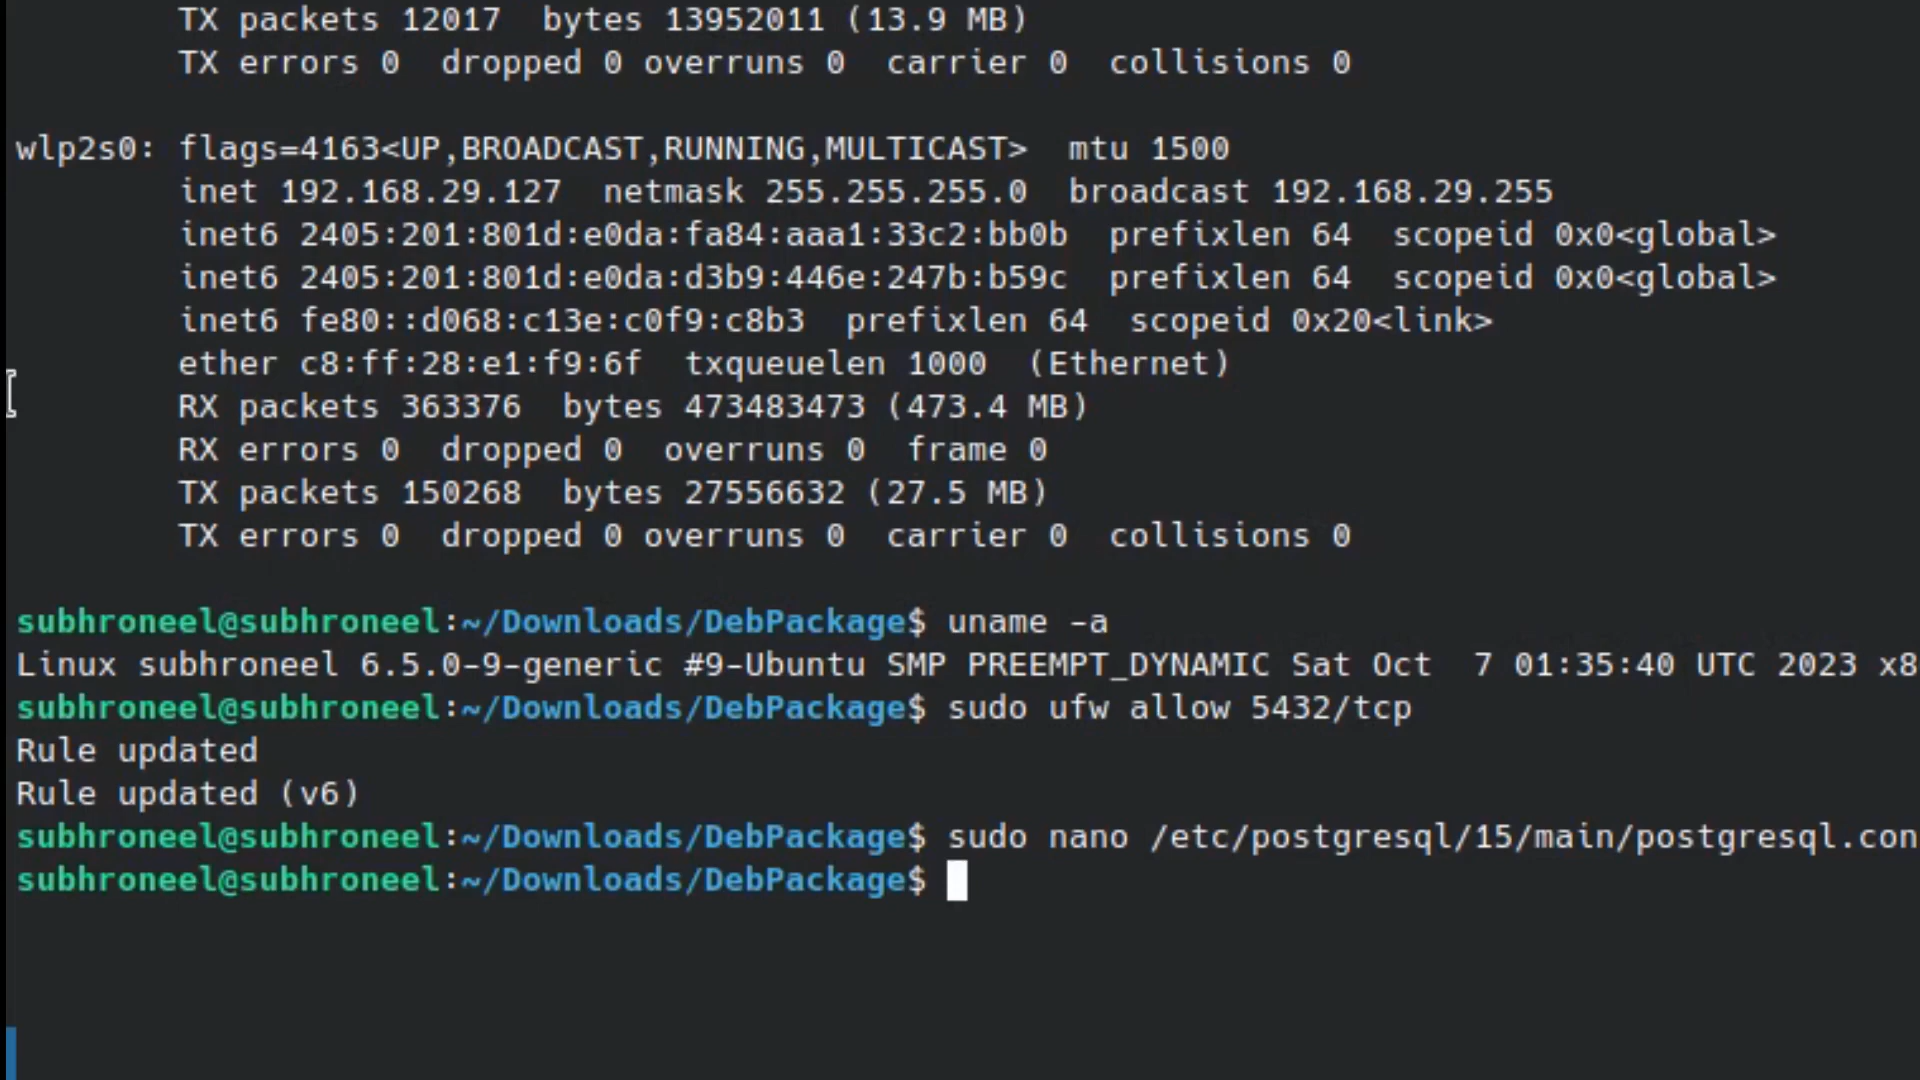 TX packets 12017  bytes 13952011 (13.9 MB)
TX errors 0  dropped 0 overruns 0  carrier 0  collisions 0
wlp2s0: flags=4163<UP,BROADCAST,RUNNING,MULTICAST>  mtu 1500
inet 192.168.29.127  netmask 255.255.255.0  broadcast 192.168.29.255
inet6 2405:201:801d:e0da:fa84:aaa1:33c2:bb0b  prefixlen 64  scopeid 0x0<global>
inet6 2405:201:801d:e0da:d3b9:446e:247b:b59c  prefixlen 64  scopeid 0x0<global>
inet6 fe80::d068:c13e:c0f9:c8b3  prefixlen 64  scopeid 0x20<link>
ether c8:ff:28:e1:f9:6f  txqueuelen 1000  (Ethernet)
RX packets 363376  bytes 473483473 (473.4 MB)
RX errors 0  dropped 0  overruns 0  frame 0
TX packets 150268  bytes 27556632 (27.5 MB)
TX errors 0  dropped 0 overruns 0  carrier 0  collisions 0
subhroneel@subhroneel:~/Downloads/DebPackage$ uname -a
Linux subhroneel 6.5.0-9-generic #9-Ubuntu SMP PREEMPT_DYNAMIC Sat Oct  7 01:35:40 UTC 2023 x8
subhroneel@subhroneel:~/Downloads/DebPackage$ sudo ufw allow 5432/tcp
Rule updated
Rule updated (v6)
subhroneel@subhroneel:~/Downloads/DebPackage$ sudo nano /etc/postgresql/15/main/postgresql.con
subhroneel@subhroneel:~/Downloads/DebPackage$